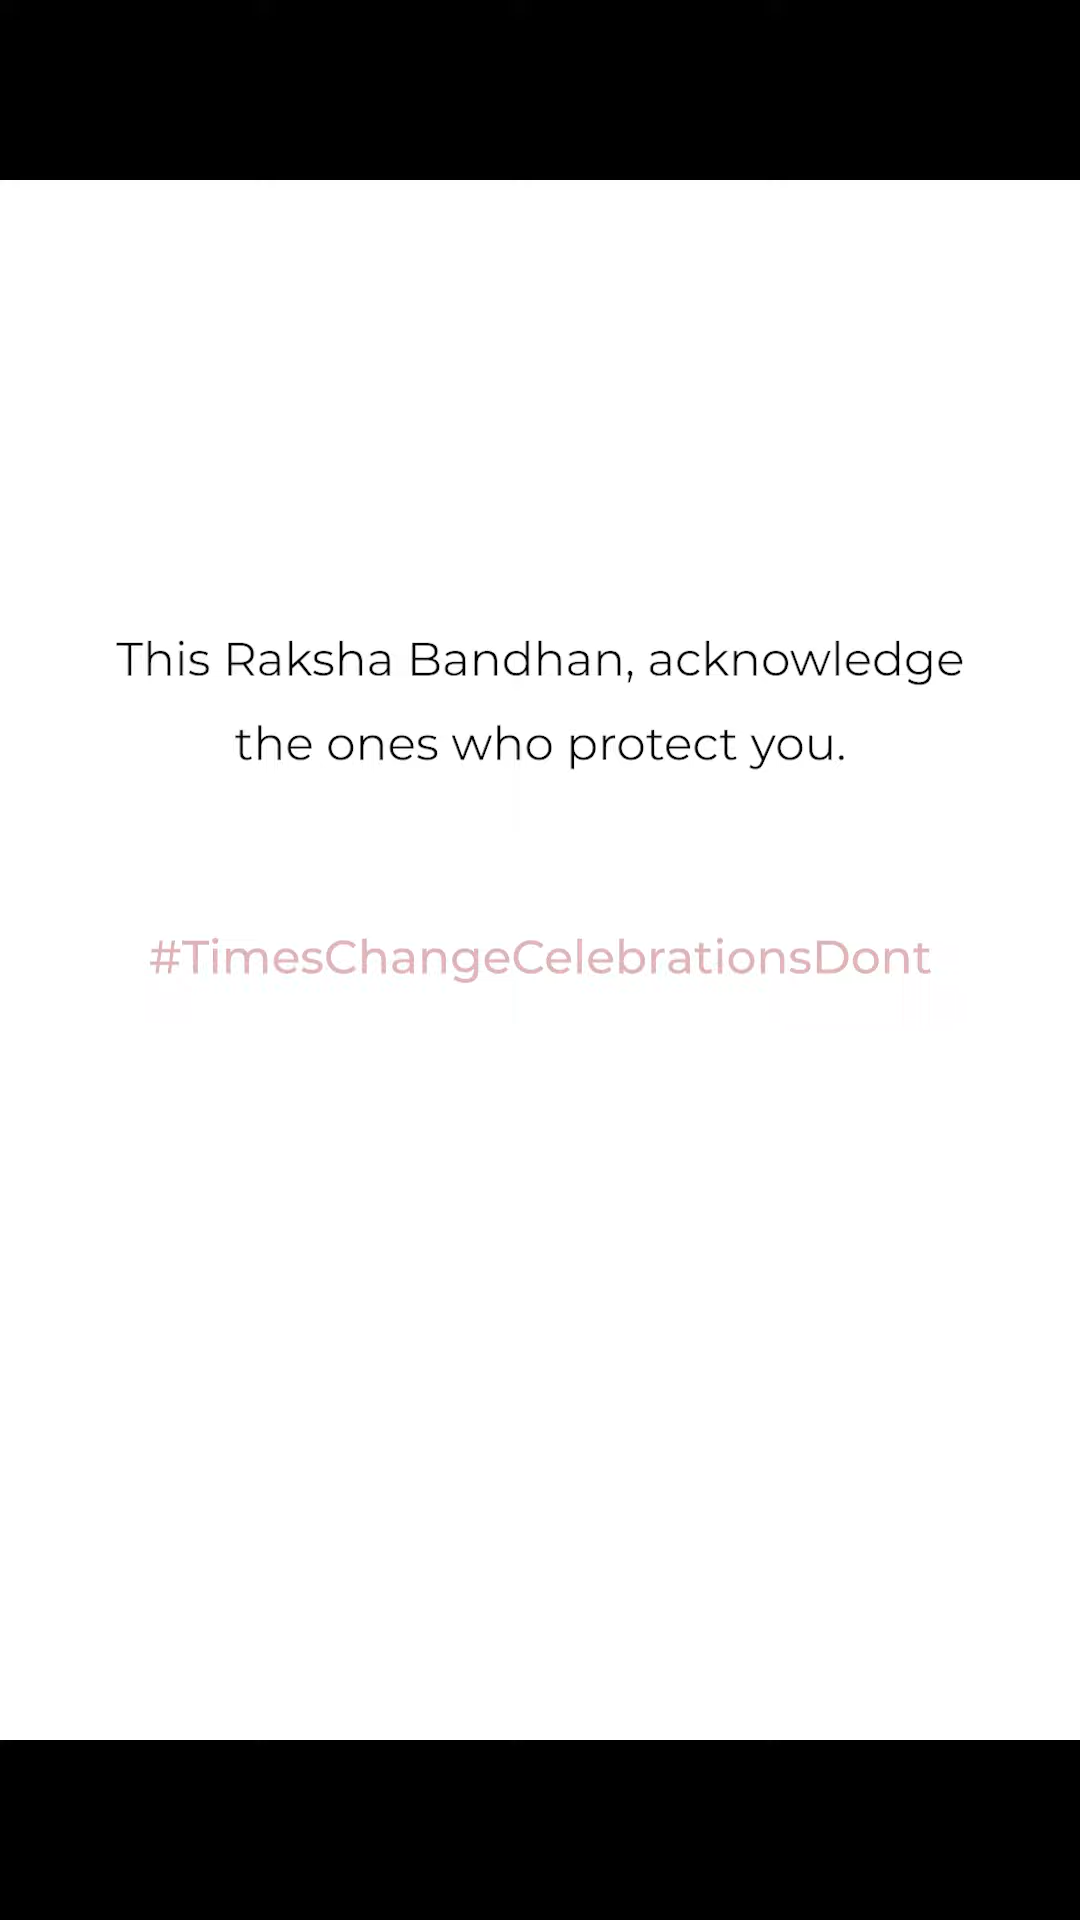 This Raksha Bandhan, acknowledge
the ones who protect you.
#TimesChangeCelebrationsDont